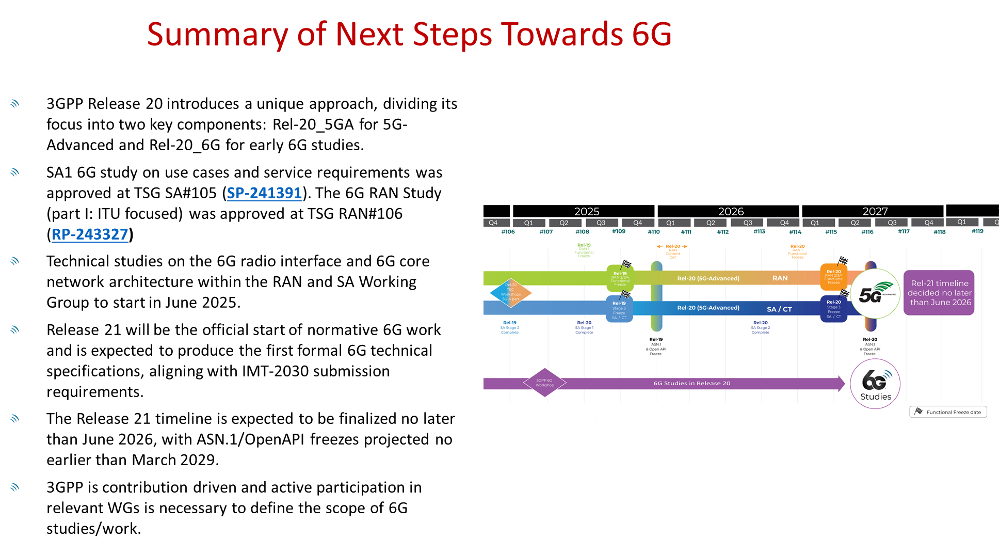 Summary of Next Steps Towards 6G
3GPP Release 20 introduces a unique approach, dividing its
focus into two key components: Rel-20_5GA for 5G-
Advanced and Rel-20_6G for early 6G studies.
SA1 6G study on use cases and service requirements was
approved at TSG SA#105 (SP-241391). The 6G RAN Study
(part I: ITU focused) was approved at TSG RAN#106
(RP-243327)
Technical studies on the 6G radio interface and 6G core
network architecture within the RAN and SA Working
Group to start in June 2025.
Release 21 will be the official start of normative 6G work
and is expected to produce the first formal 6G technical
specifications, aligning with IMT-2030 submission
requirements.
The Release 21 timeline is expected to be finalized no later
than June 2026, with ASN.1/OpenAPI freezes projected no
earlier than March 2029.
3GPP is contribution driven and active participation in
relevant WGs is necessary to define the scope of 6G
studies/work.
2025 2026 2027
Q4 Q1 Q2 Q3 Q4 Q1 Q2 Q3 Q4 Q1 Q2 Q3 Q4 Q1
#106 #107 #108 #109 #110 #111 #112 #113 #114 #115 #116 #117 #118 #119
Rel-19
RAN 1
Functional
Freeze
Rel-20
RAN
Content
Def.
Rel-20
RAN 1
Functional
Freeze
Rel-19
RAN 2/3/4
Functional
Freeze
Rel-20 (5G-Advanced) RAN
Rel-20
RAN 2/3/4
Functional
Freeze
Rel-20
TSG
Workshops
5G-A part
5G ADVANCED
Rel-21 timeline
decided no later
than June 2026
Rel-19
Stage 3
Freeze
SA / CT
Rel-20 (5G-Advanced) SA / CT
Rel-20
Stage 3
Freeze
SA / CT
Rel-19
SA Stage 2
Complete
Rel-20
SA Stage 1
Complete
Rel-20
SA Stage 2
Complete
Rel-19
ASN.1
& Open API
Freeze
Rel-20
ASN.1
& Open API
Freeze
3GPP 6G
Workshop
6G Studies in Release 20
6G
Studies
Functional Freeze date